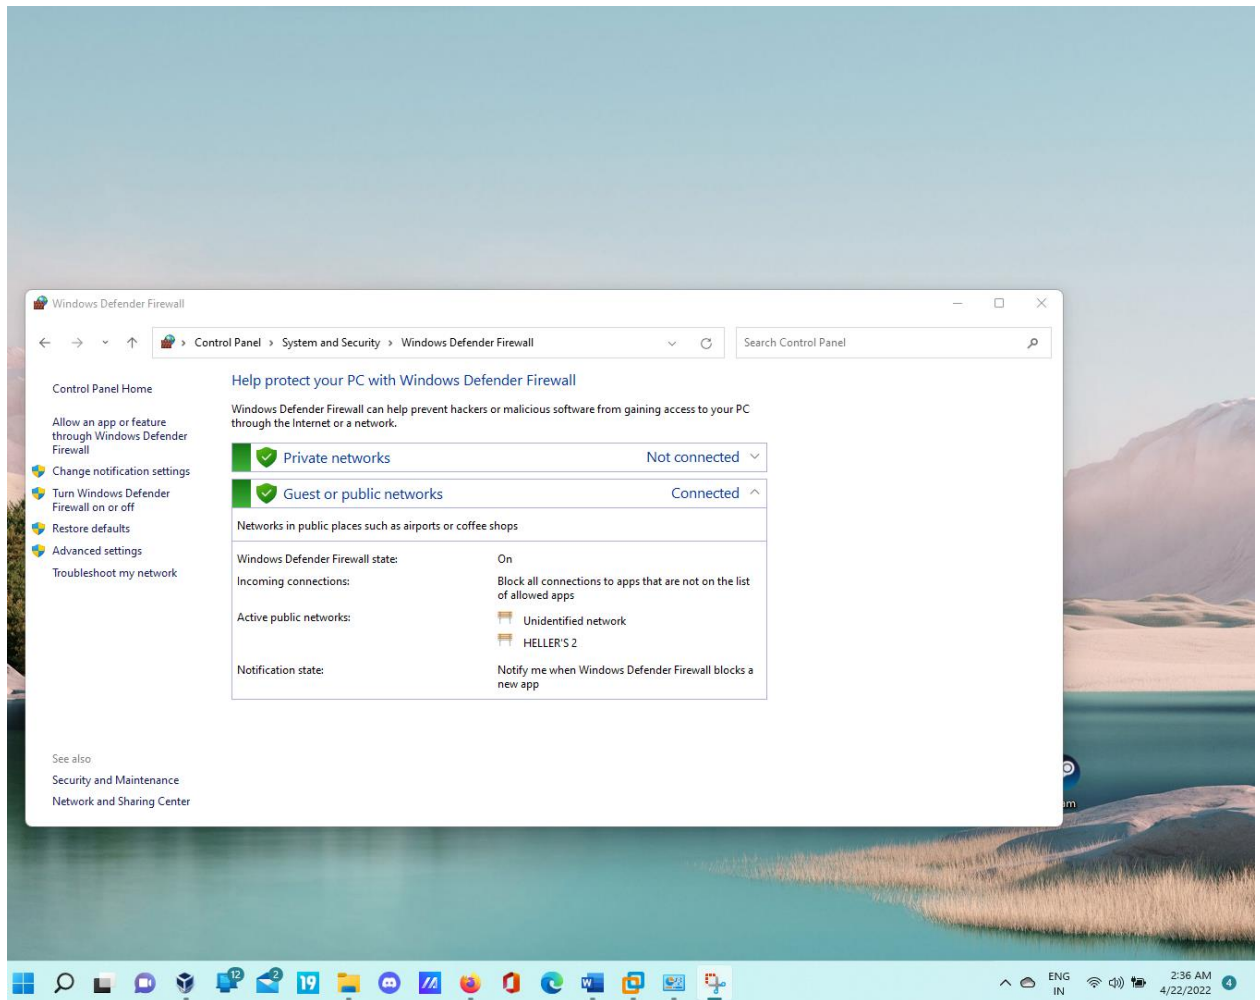 Windows Defender Firewall
Control Panel › System and Security › Windows Defender Firewall
Search Control Panel
Control Panel Home
Allow an app or feature
through Windows Defender
Firewall
Change notification settings
Turn Windows Defender
Firewall on or off
Restore defaults
Advanced settings
Troubleshoot my network
Help protect your PC with Windows Defender Firewall
Windows Defender Firewall can help prevent hackers or malicious software from gaining access to your PC
through the Internet or a network.
Private networks Not connected
Guest or public networks Connected
Networks in public places such as airports or coffee shops
Windows Defender Firewall state: On
Incoming connections: Block all connections to apps that are not on the list
of allowed apps
Active public networks: Unidentified network
HELLER'S 2
Notification state: Notify me when Windows Defender Firewall blocks a
new app
See also
Security and Maintenance
Network and Sharing Center
am
12
2
19
ENG
IN
2:36 AM
4/22/2022
4